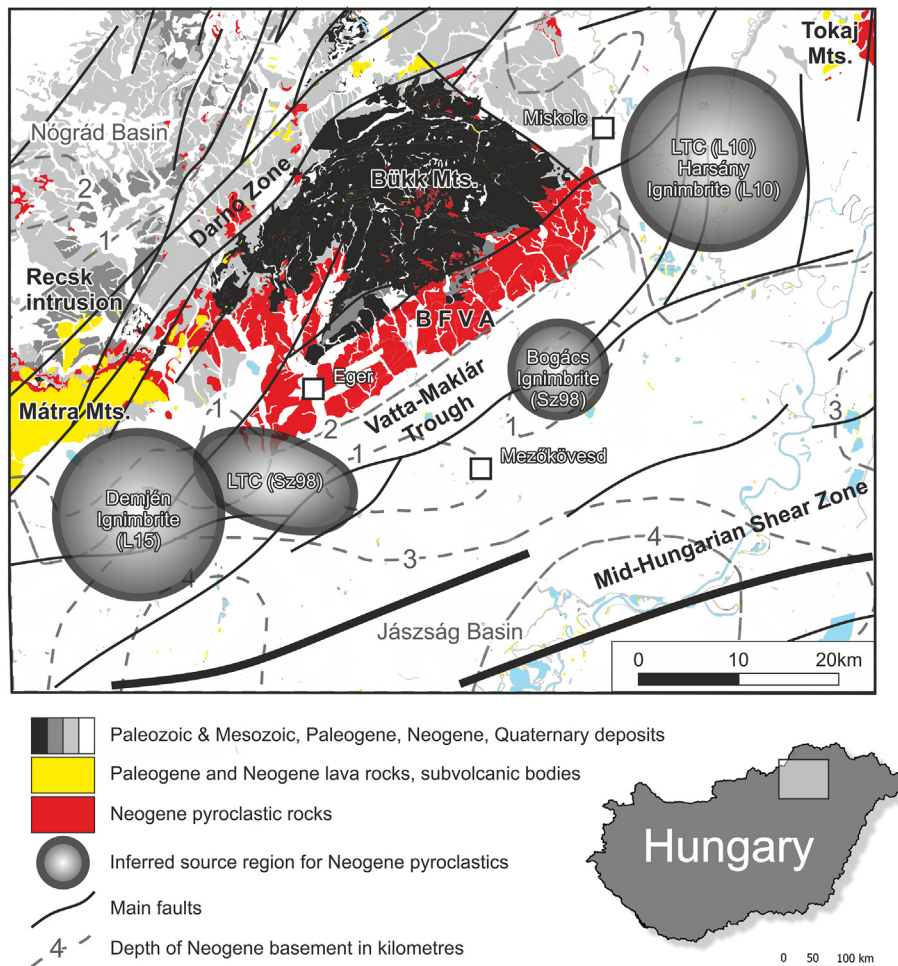 Tokaj
Mts.
Nógrád Basin
Miskolc
2
Darnó Zone
Bükk Mts.
LTC (L10)
Harsány
Ignimbrite (L10)
1
Recsk
intrusion
B F V A
Bogács
Ignimbrite
(Sz98)
Eger
Vatta-Maklár
Trough
Mátra Mts.
1
2
1
1
3
Mezőkövesd
LTC (Sz98)
Demjén
Ignimbrite
(L15)
4
3
4
Mid-Hungarian Shear Zone
Jászság Basin
0 10 20km
Paleozoic & Mesozoic, Paleogene, Neogene, Quaternary deposits
Paleogene and Neogene lava rocks, subvolcanic bodies
Neogene pyroclastic rocks
Inferred source region for Neogene pyroclastics
Main faults
4 Depth of Neogene basement in kilometres
Hungary
0 50 100 km